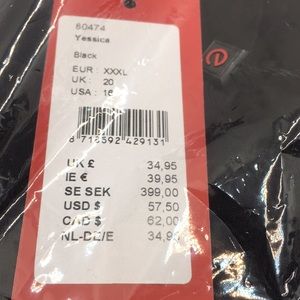 60474
Yessica
Black
EUR : XXXL
UK : 20
USA : 18
8 712592 429131
UK £ 34,95
IE € 39,95
SE SEK 399,00
USD $ 57,50
CAD $ 62,00
NL-DE/E 34,95